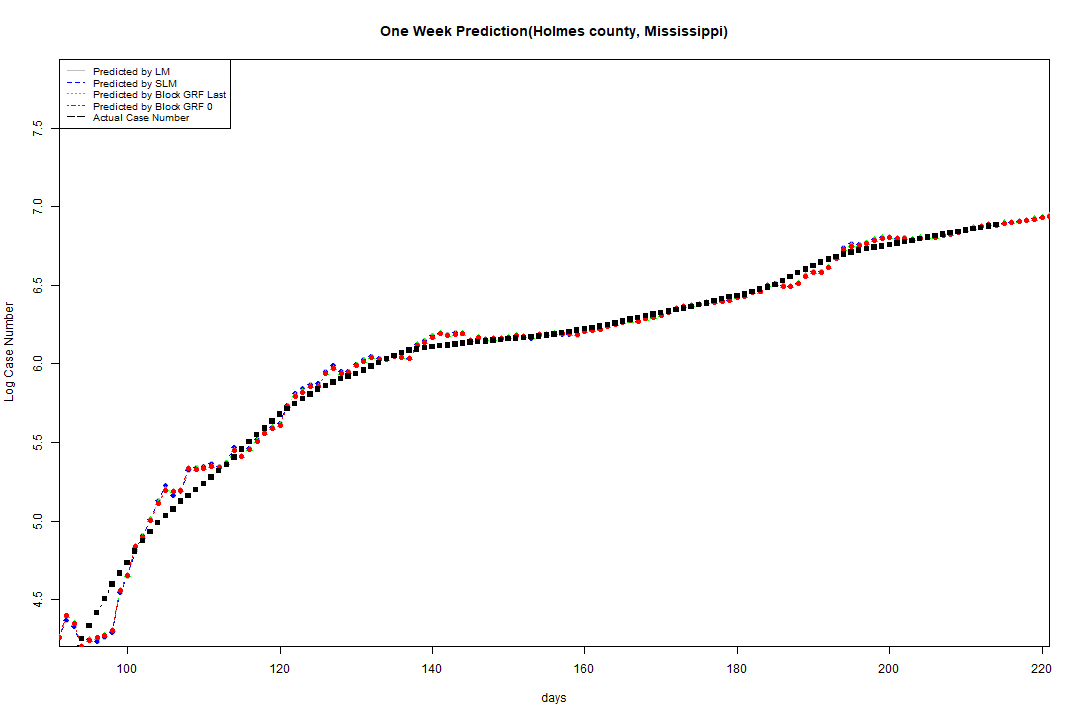 One Week Prediction(Holmes county, Mississippi)
Predicted by LM
Predicted by SLM
Predicted by Block GRF Last
Predicted by Block GRF 0
Actual Case Number
7.5
7.0
6.5
6.0
5.5
5.0
4.5
Log Case Number
100 120 140 160 180 200 220
days